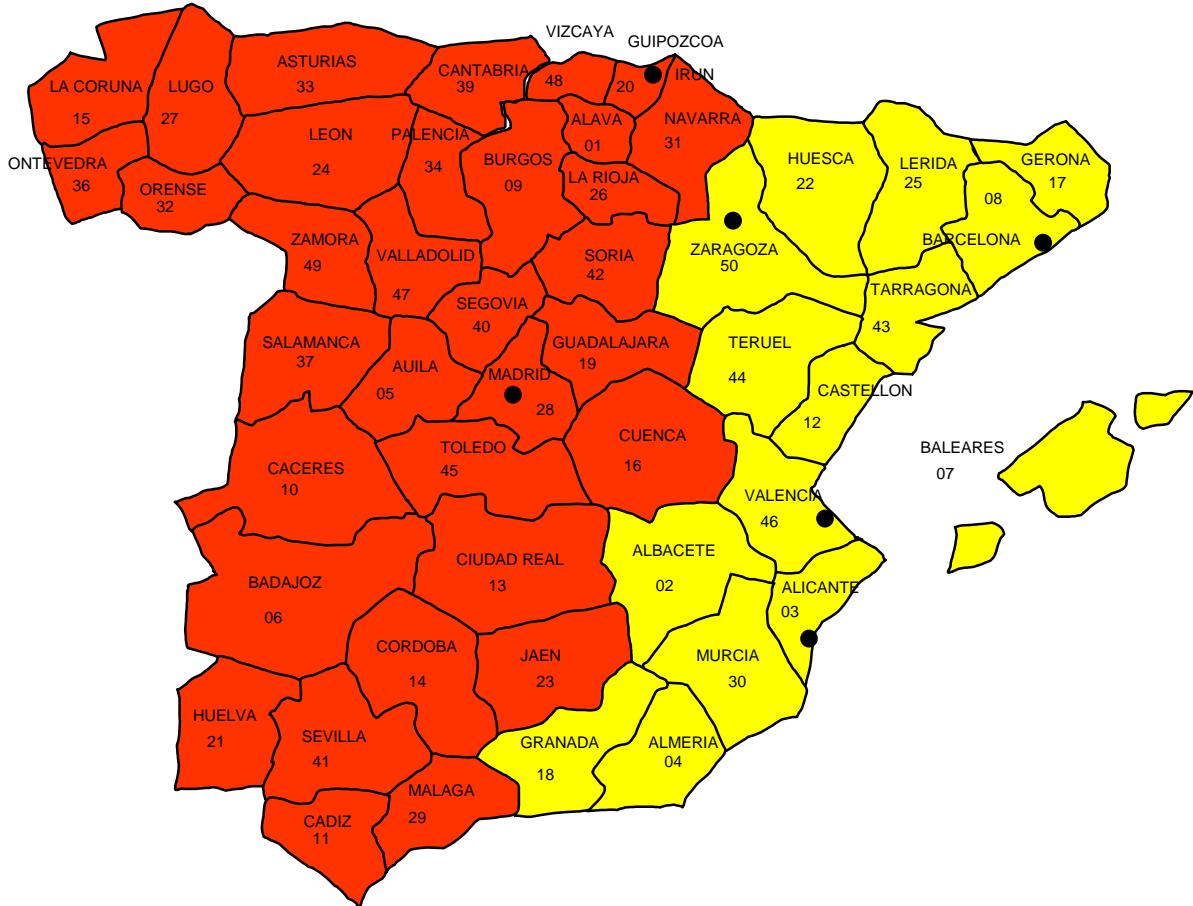 VIZCAYA
GUIPOZCOA
IRUN
48
20
LA CORUNA
15
LUGO
27
ASTURIAS
33
CANTABRIA
39
ONTEVEDRA
36
ORENSE
32
LEON
24
PALENCIA
34
BURGOS
09
ALAVA
01
LA RIOJA
26
NAVARRA
31
HUESCA
22
LERIDA
25
GERONA
17
08
BARCELONA
ZAMORA
49
VALLADOLID
47
SORIA
42
ZARAGOZA
50
TARRAGONA
43
SEGOVIA
40
SALAMANCA
37
AUILA
05
MADRID
28
GUADALAJARA
19
TERUEL
44
CASTELLON
12
CACERES
10
TOLEDO
45
CUENCA
16
VALENCIA
46
BALEARES
07
BADAJOZ
06
CIUDAD REAL
13
ALBACETE
02
ALICANTE
03
CORDOBA
14
JAEN
23
MURCIA
30
HUELVA
21
SEVILLA
41
GRANADA
18
ALMERIA
04
CADIZ
11
MALAGA
29